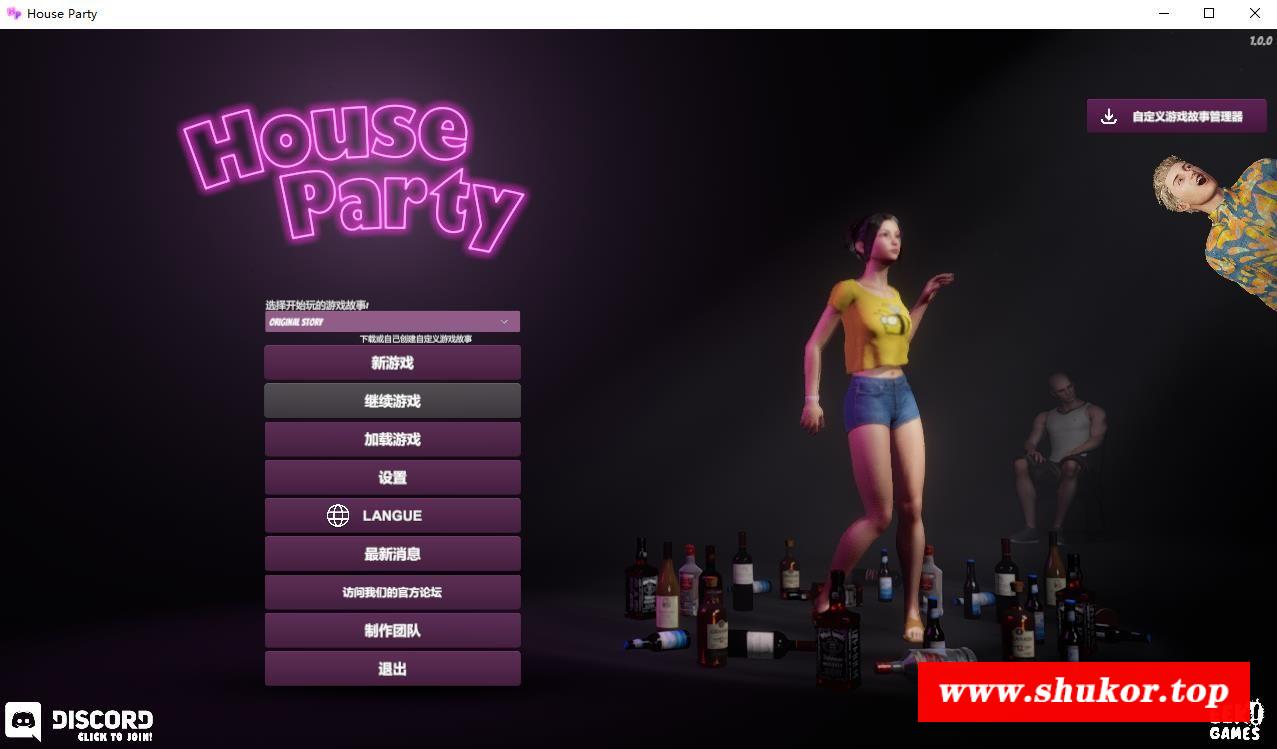 House Party
1.0.0
House
Party
自定义游戏故事管理器
选择开始玩的游戏故事!
ORIGINAL STORY
下载或自己创建自定义游戏故事
新游戏
继续游戏
加载游戏
设置
LANGUE
最新消息
访问我们的官方论坛
制作团队
退出
www.shukor.top
DISCORD
CLICK TO JOIN!
GAMES